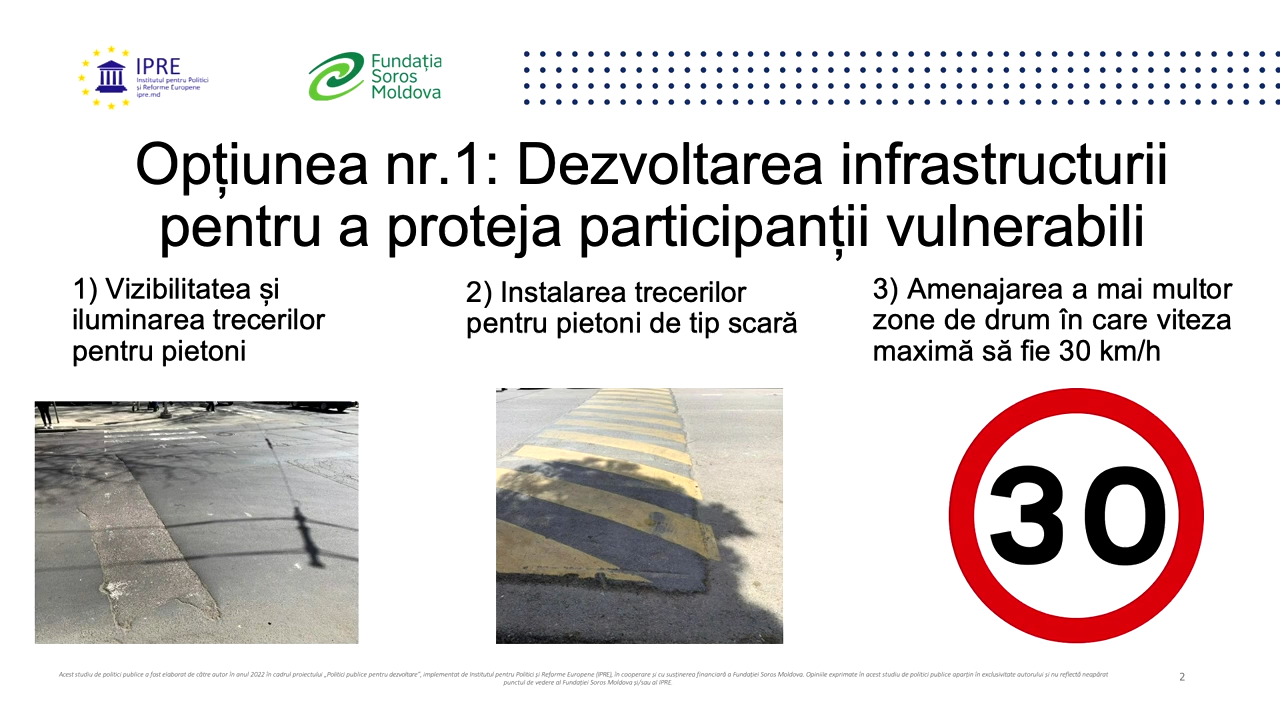 IPRE
Institutul pentru Politici
și Reforme Europene
ipre.md
Fundația
Soros
Moldova
Opțiunea nr.1: Dezvoltarea infrastructurii
pentru a proteja participanții vulnerabili
1) Vizibilitatea și
iluminarea trecerilor
pentru pietoni
2) Instalarea trecerilor
pentru pietoni de tip scară
3) Amenajarea a mai multor
zone de drum în care viteza
maximă să fie 30 km/h
30
Acest studiu de politici publice a fost elaborat de către autor în anul 2022 în cadrul proiectului „Politici publice pentru dezvoltare”, implementat de Institutul pentru Politici și Reforme Europene (IPRE), în cooperare și cu susținerea financiară a Fundației Soros Moldova. Opiniile exprimate în acest studiu de politici publice aparțin în exclusivitate autorului și nu reflectă neapărat
punctul de vedere al Fundației Soros Moldova și/sau al IPRE.
2